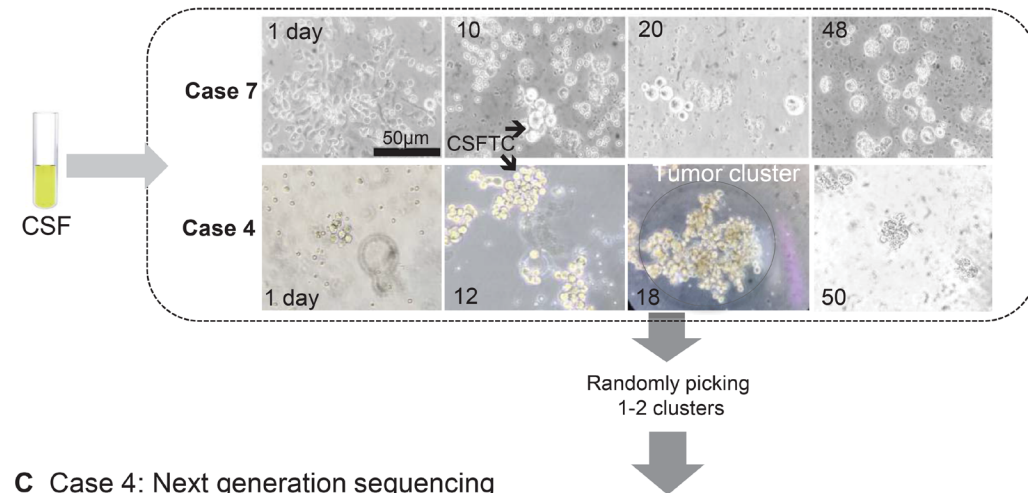 1 day
10
20
48
Case 7
50µm
CSFTC
CSF
Tumor cluster
Case 4
1 day
12
18
50
Randomly picking
1-2 clusters
C Case 4: Next generation sequencing